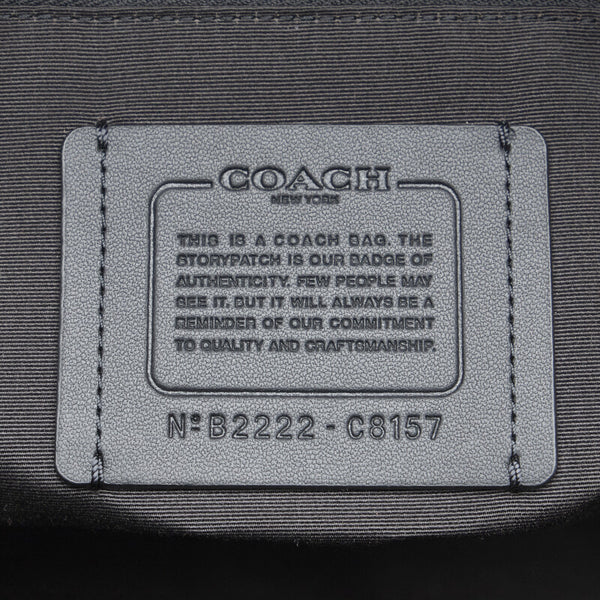 COACH
NEW YORK
THIS IS A COACH BAG. THE
STORYPATCH IS OUR BADGE OF
AUTHENTICITY. FEW PEOPLE MAY
SEE IT. BUT IT WILL ALWAYS BE A
REMINDER OF OUR COMMITMENT
TO QUALITY AND CRAFTSMANSHIP.
Nº B2222 - C8157